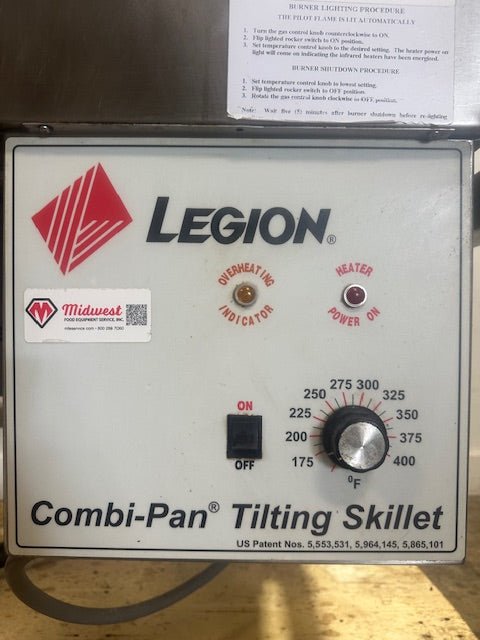 BURNER LIGHTING PROCEDURE
THE PILOT FLAME IS LIT AUTOMATICALLY
1. Turn the gas control knob counterclockwise to ON.
2. Flip lighted rocker switch to ON position.
3. Set temperature control knob to the desired setting. The heater power on
light will come on indicating the infrared heaters have been energized.
BURNER SHUTDOWN PROCEDURE
1. Set temperature control knob to lowest setting.
2. Flip lighted rocker switch to OFF position.
3. Rotate the gas control knob clockwise to OFF position.
Note: Wait five (5) minutes after burner shutdown before re-lighting
LEGION®
OVERHEATING
INDICATOR
HEATER
POWER ON
Midwest
FOOD EQUIPMENT SERVICE, INC.
ON
OFF
175 200 225 250 275 300 325 350 375 400
°F
Combi-Pan® Tilting Skillet
US Patent Nos. 5,553,531, 5,964,145, 5,865,101